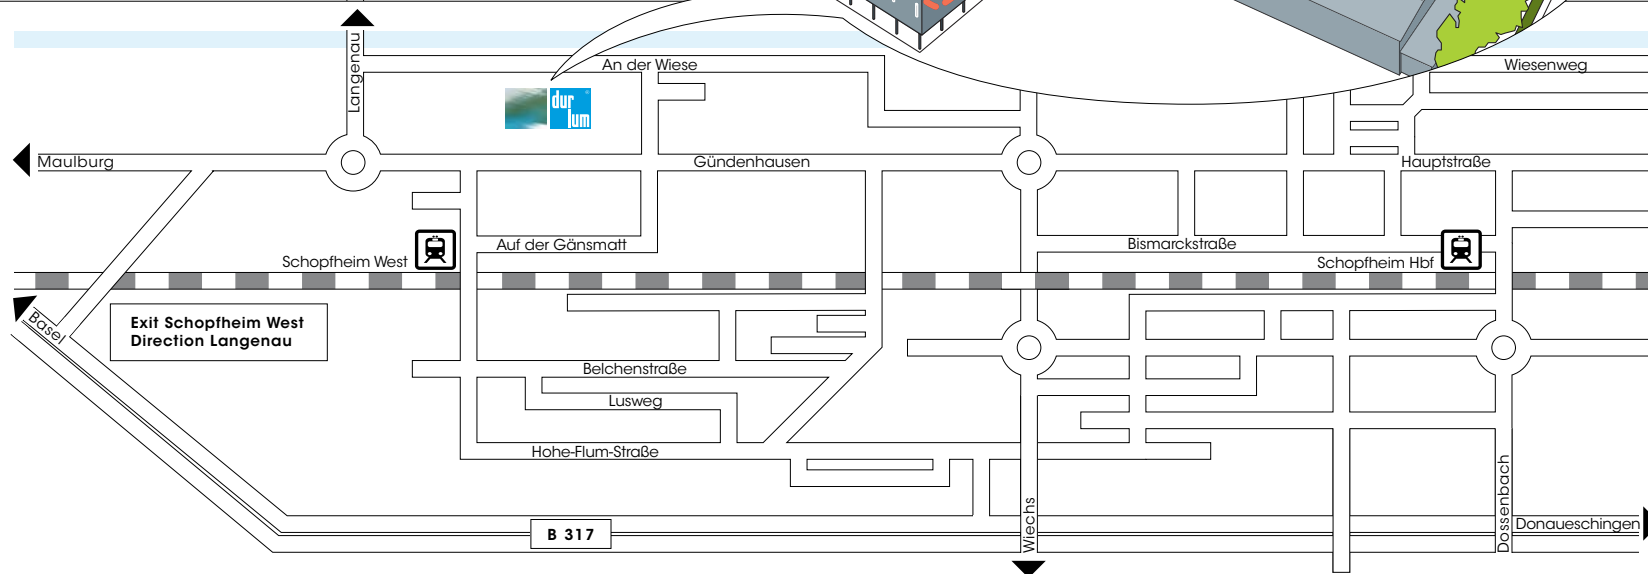 Langenau
An der Wiese
Wiesenweg
dur
lum
Maulburg
Gündenhausen
Hauptstraße
Auf der Gänsmatt
Bismarckstraße
Schopfheim West
Schopfheim Hbf
Basel
Exit Schopfheim West
Direction Langenau
Belchenstraße
Lusweg
Hohe-Flum-Straße
Wiechs
Dossenbach
Donaueschingen
B 317